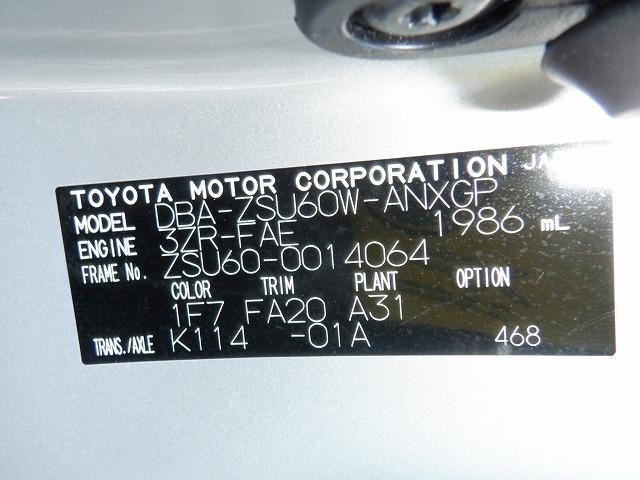 TOYOTA MOTOR CORPORATION JA
MODEL DBA-ZSU60W-ANXGP
ENGINE 3ZR-FAE 1986 mL
FRAME No. ZSU60-0014064
COLOR TRIM PLANT OPTION
1F7 FA20 A31
TRANS./AXLE K114 -01A 468